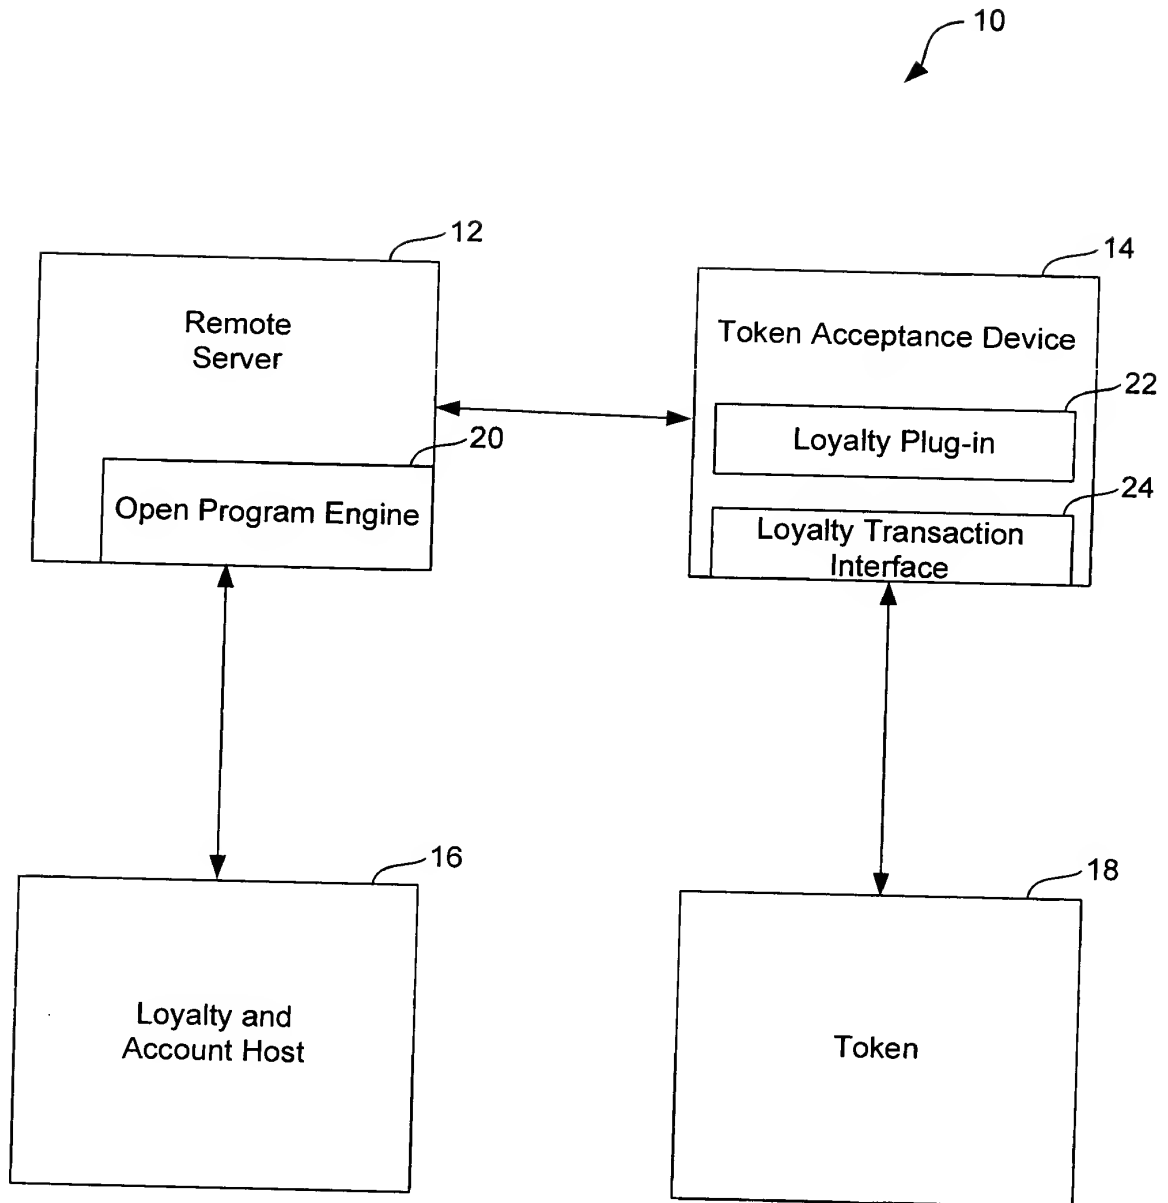 10
12
14
Remote
Server
Token Acceptance Device
22
20
Loyalty Plug-in
24
Open Program Engine
Loyalty Transaction
Interface
16
18
Loyalty and
Account Host
Token